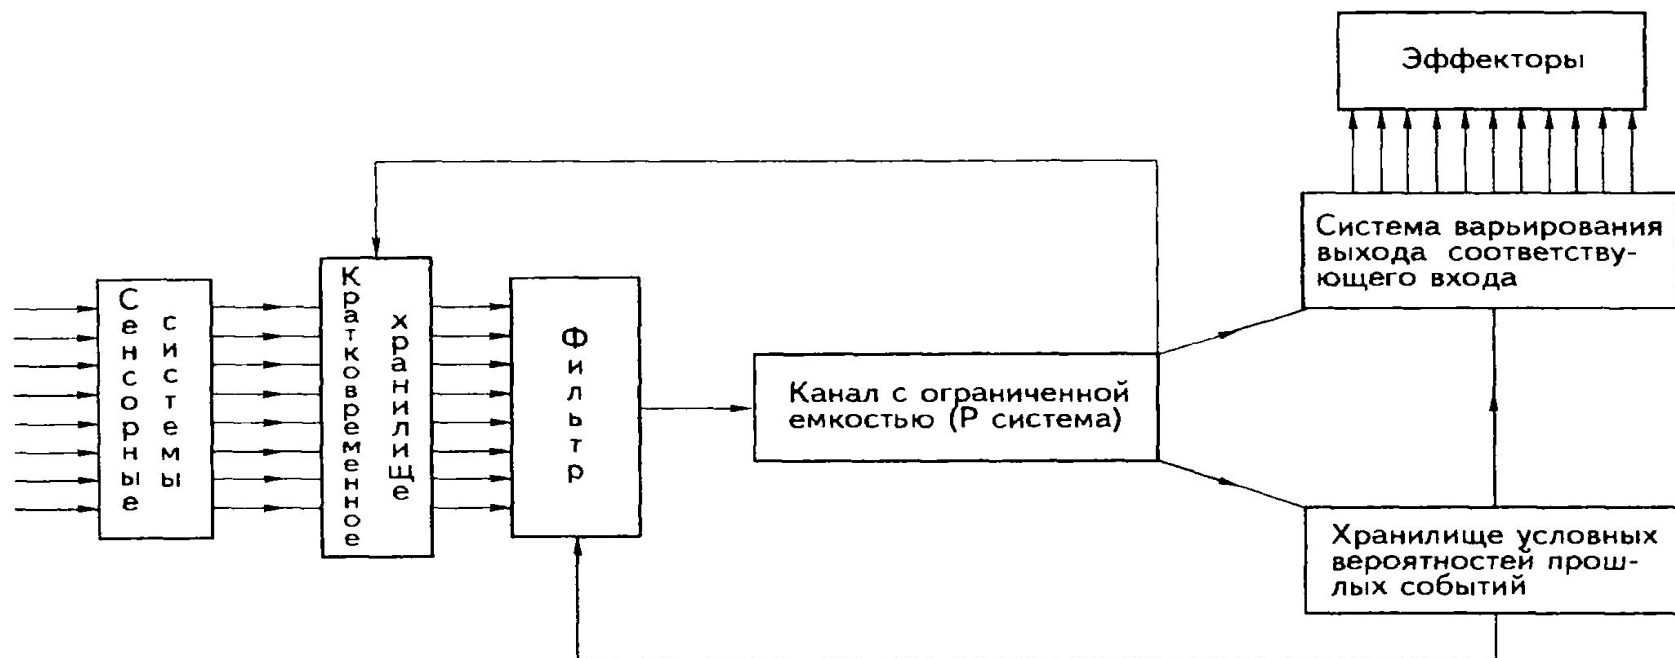 Эффекторы
Система варьирования
выхода соответству-
ющего входа
Сенсорные
системы
Кратковременное
хранилище
Фильтр
Канал с ограниченной
емкостью (Р система)
Хранилище условных
вероятностей прош-
лых событий